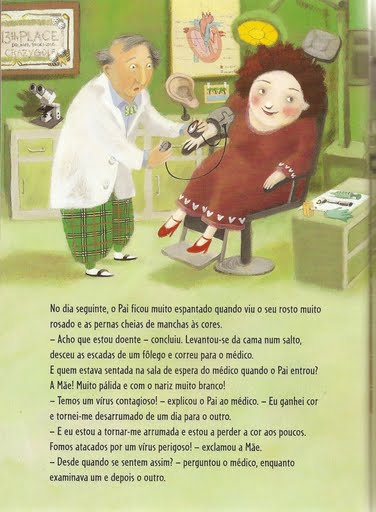 13th PLACE
CRAZY GOLF
No dia seguinte, o Pai ficou muito espantado quando viu o seu rosto muito
rosado e as pernas cheias de manchas às cores.
– Acho que estou doente – concluiu. Levantou-se da cama num salto,
desceu as escadas de um fôlego e correu para o médico.
E quem estava sentada na sala de espera do médico quando o Pai entrou?
A Mãe! Muito pálida e com o nariz muito branco!
– Temos um vírus contagioso! – explicou o Pai ao médico. – Eu ganhei cor
e tornei-me desarrumado de um dia para o outro.
– E eu estou a tornar-me arrumada e estou a perder a cor aos poucos.
Fomos atacados por um vírus perigoso! – exclamou a Mãe.
– Desde quando se sentem assim? – perguntou o médico, enquanto
examinava um e depois o outro.